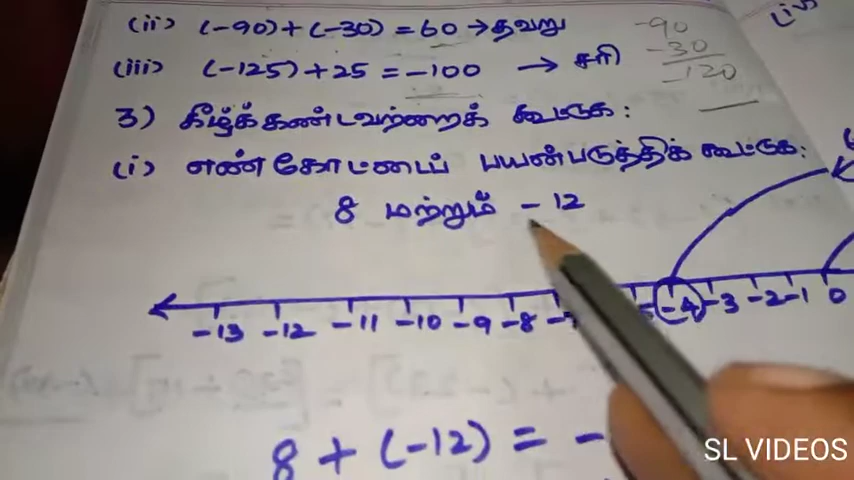 (ii) (-90)+(-30) = 60 → தவறு
-90
-30
-120
(iii) (-125)+25 = -100 → சரி
3) கீழ்க்கண்டவற்றைக் கூட்டுக:
(i) எண்கோட்டைப் பயன்படுத்திக் கூட்டுக:
8 மற்றும் -12
-13 -12 -11 -10 -9 -8 -4 -3 -2 -1 0
8 + (-12) = -
SL VIDEOS